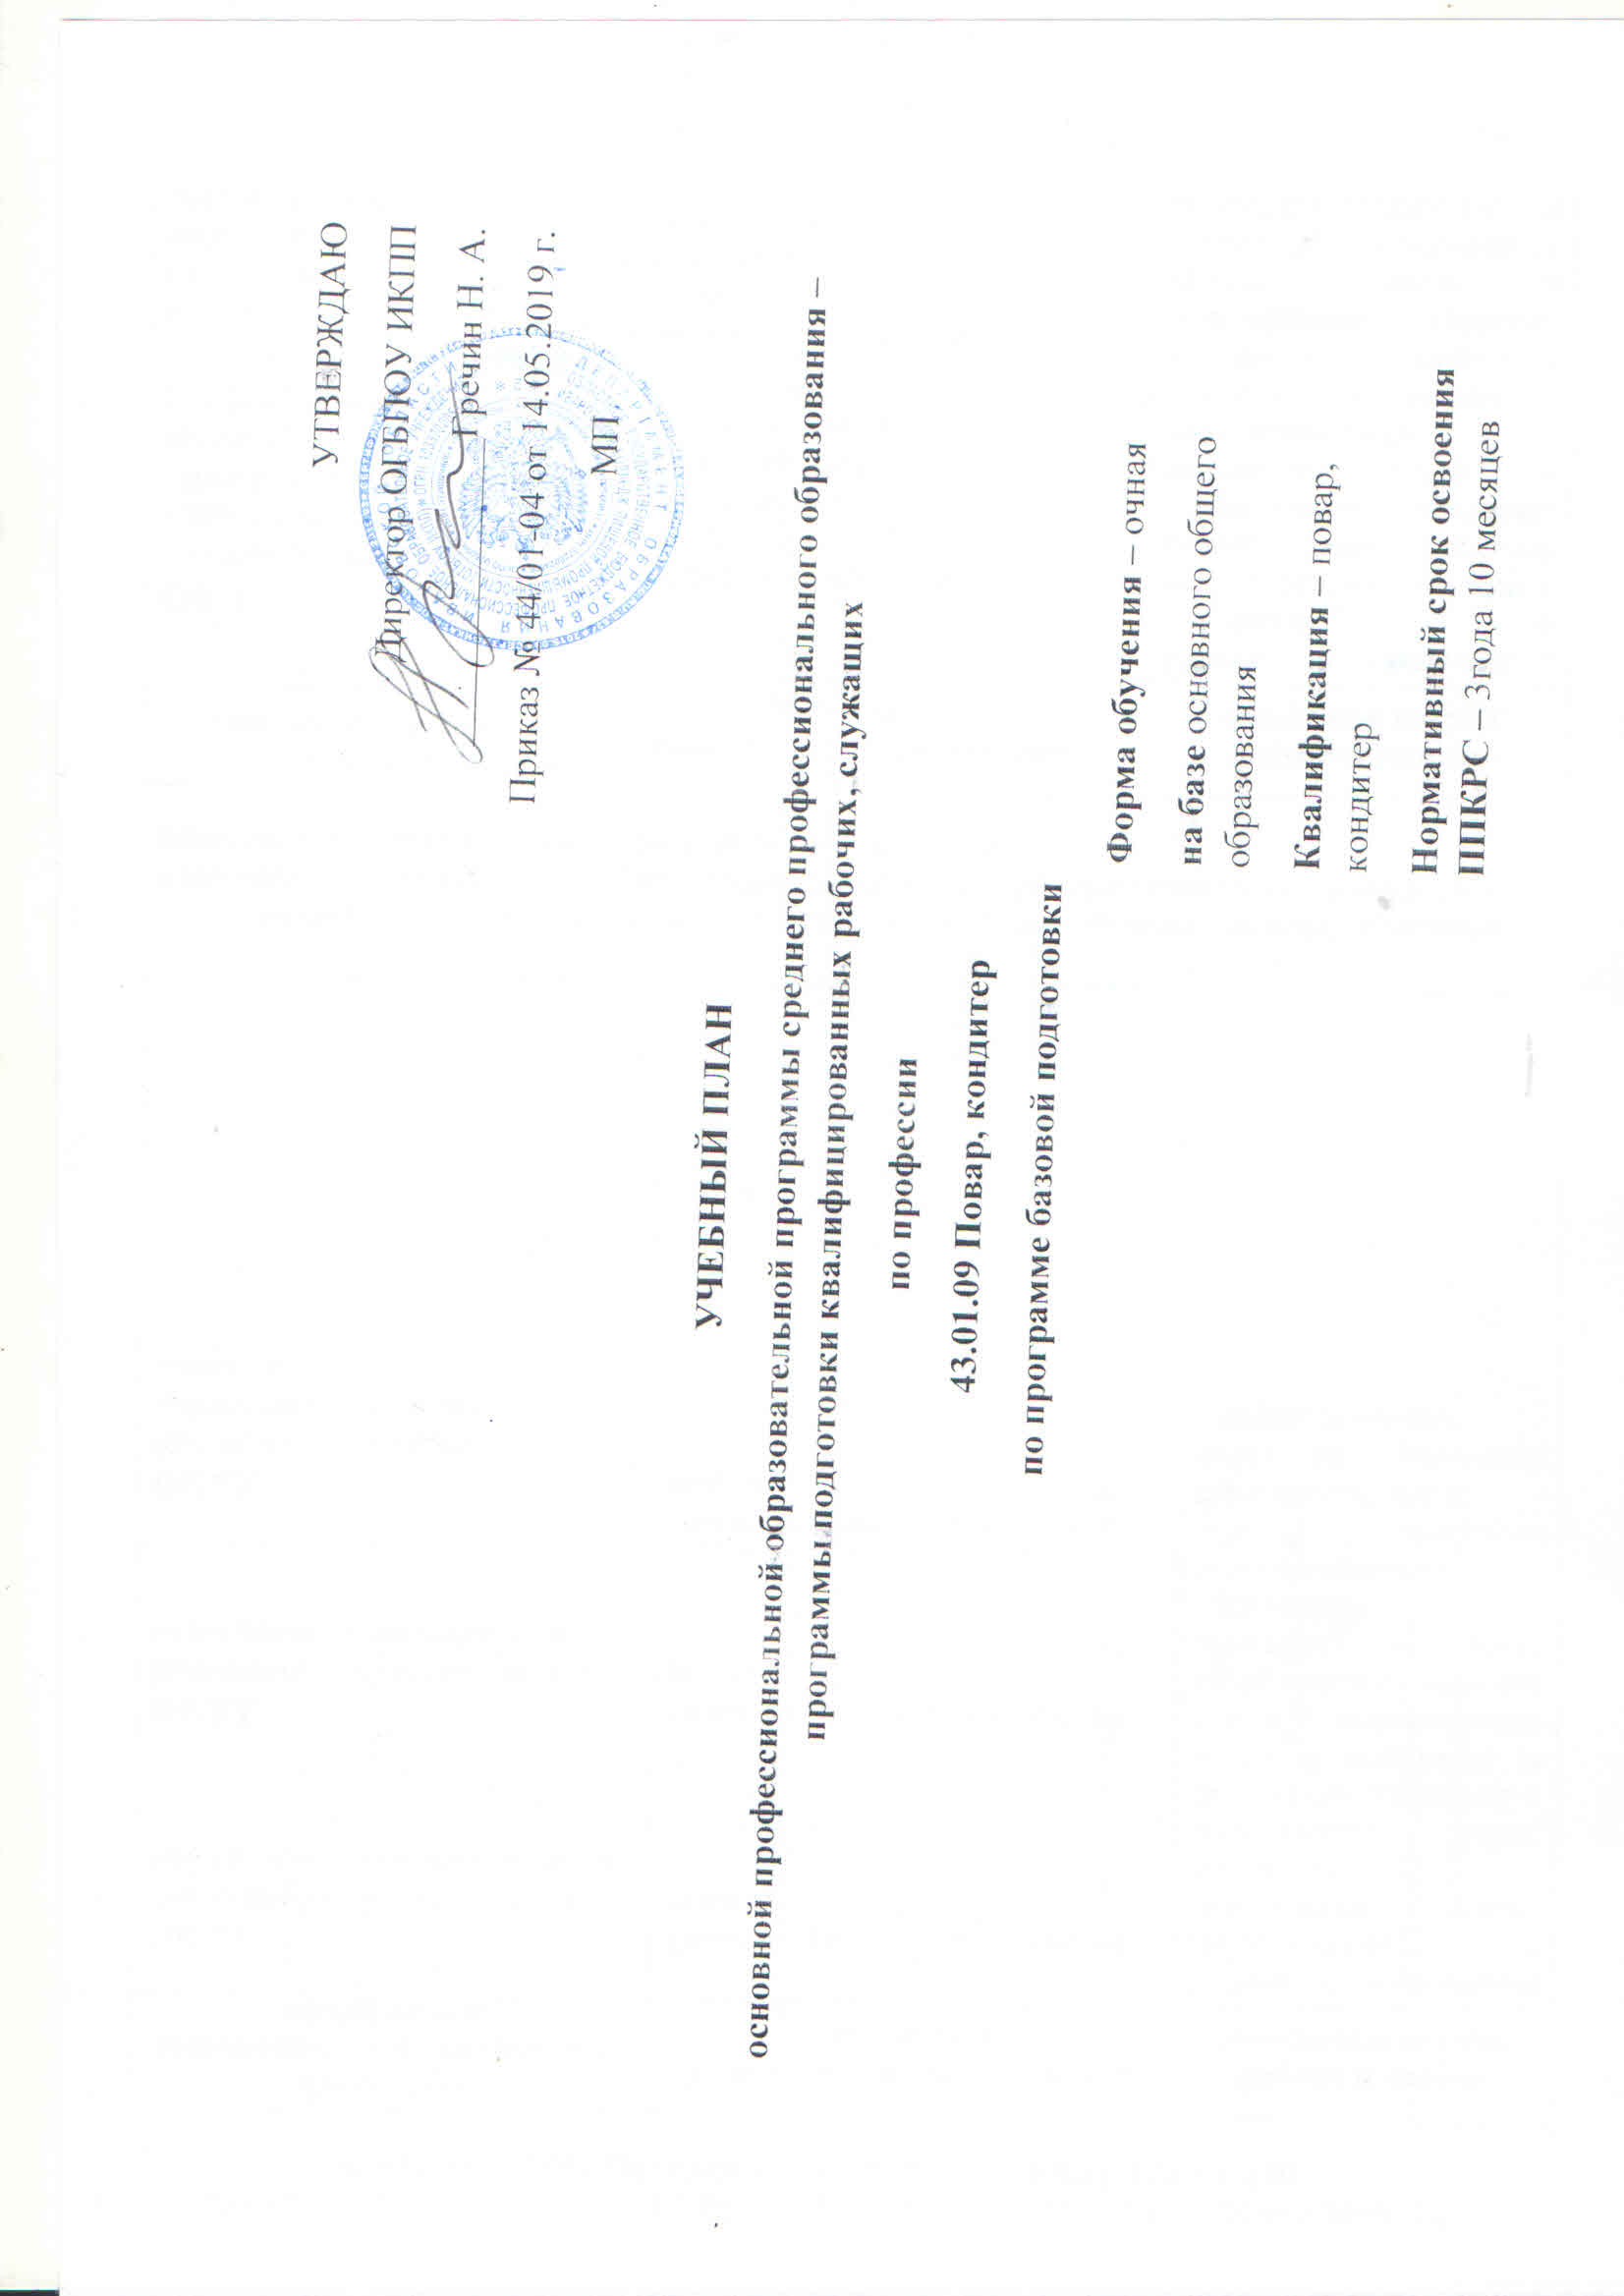 УТВЕРЖДАЮ
Директор ОГБПОУ ИКПП
Гречин Н. А.
Приказ № 44/01-04 от 14.05.2019 г.
МП
УЧЕБНЫЙ ПЛАН
основной профессиональной образовательной программы среднего профессионального образования –
программы подготовки квалифицированных рабочих, служащих
по профессии
43.01.09 Повар, кондитер
по программе базовой подготовки
Форма обучения – очная
на базе основного общего
образования
Квалификация – повар,
кондитер
Нормативный срок освоения
ППКРС – 3года 10 месяцев